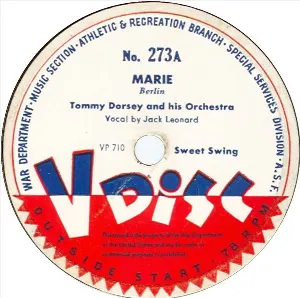 WAR DEPARTMENT · MUSIC SECTION · ATHLETIC & RECREATION BRANCH · SPECIAL SERVICES DIVISION · A.S.F.
No. 273A
MARIE
Berlin
Tommy Dorsey and his Orchestra
Vocal by Jack Leonard
VP 710
Sweet Swing
V DISC
OUTSIDE START · 78 RPM